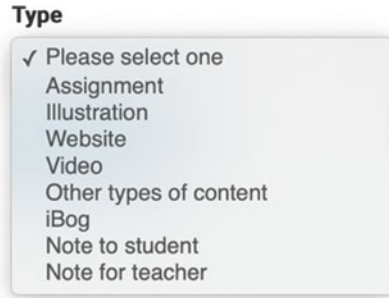 Type
✓ Please select one
Assignment
Illustration
Website
Video
Other types of content
iBog
Note to student
Note for teacher